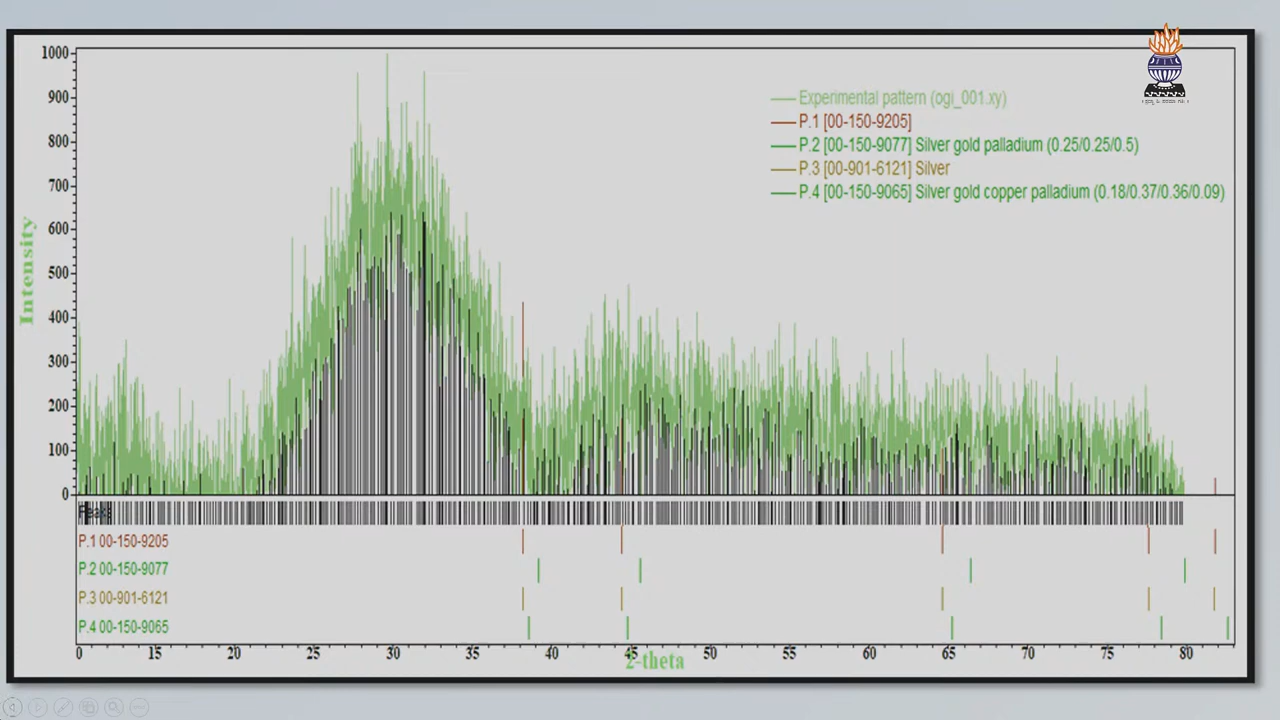 1000
900
800
700
600
500
400
300
200
100
0
Intensity
Experimental pattern (ogi_001.xy)
P.1 [00-150-9205]
P.2 [00-150-9077] Silver gold palladium (0.25/0.25/0.5)
P.3 [00-901-6121] Silver
P.4 [00-150-9065] Silver gold copper palladium (0.18/0.37/0.36/0.09)
P.1 00-150-9205
P.2 00-150-9077
P.3 00-901-6121
P.4 00-150-9065
0 15 20 25 30 35 40 45 50 55 60 65 70 75 80
2-theta